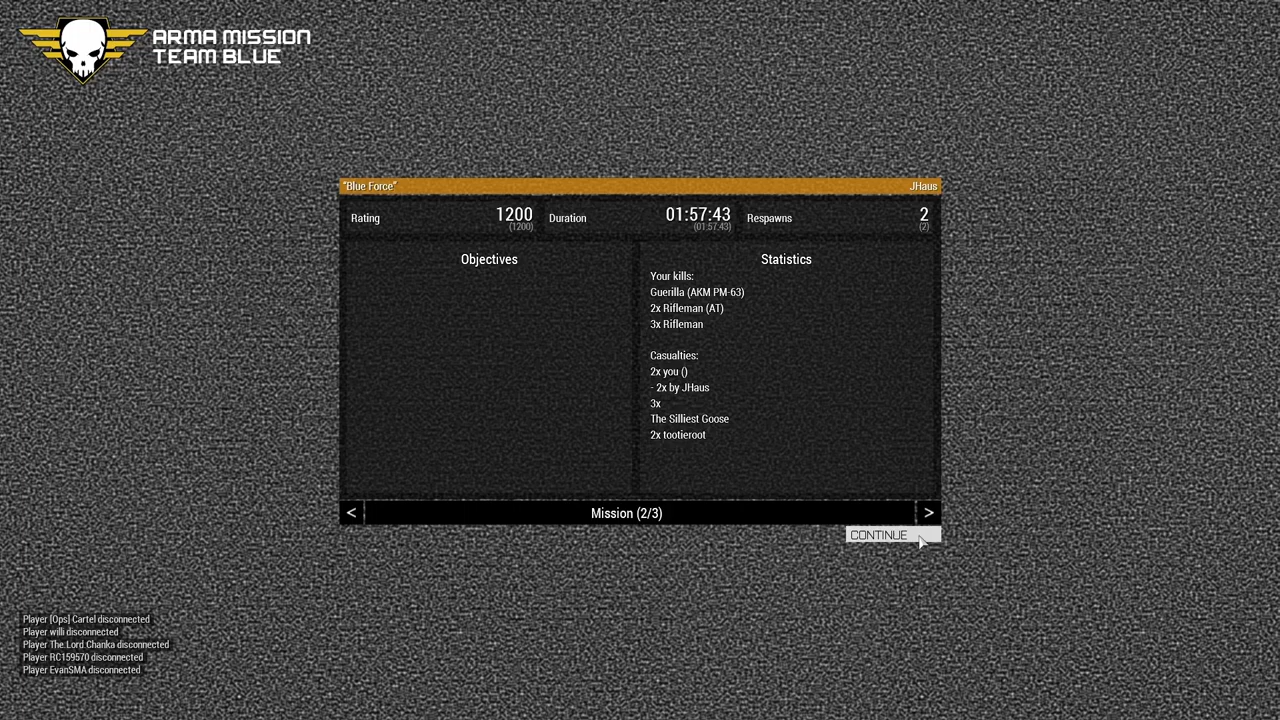 ARMA MISSION
TEAM BLUE
"Blue Force" JHaus
Rating 1200 Duration 01:57:43 Respawns 2
(1200) (01:57:43) (2)
Objectives
Statistics
Your kills:
Guerilla (AKM PM-63)
2x Rifleman (AT)
3x Rifleman
Casualties:
2x you ()
- 2x by JHaus
3x
The Silliest Goose
2x tootieroot
< Mission (2/3) >
CONTINUE
Player [Ops] Cartel disconnected
Player willi disconnected
Player The Lord Chanka disconnected
Player RC159570 disconnected
Player EvanSMA disconnected